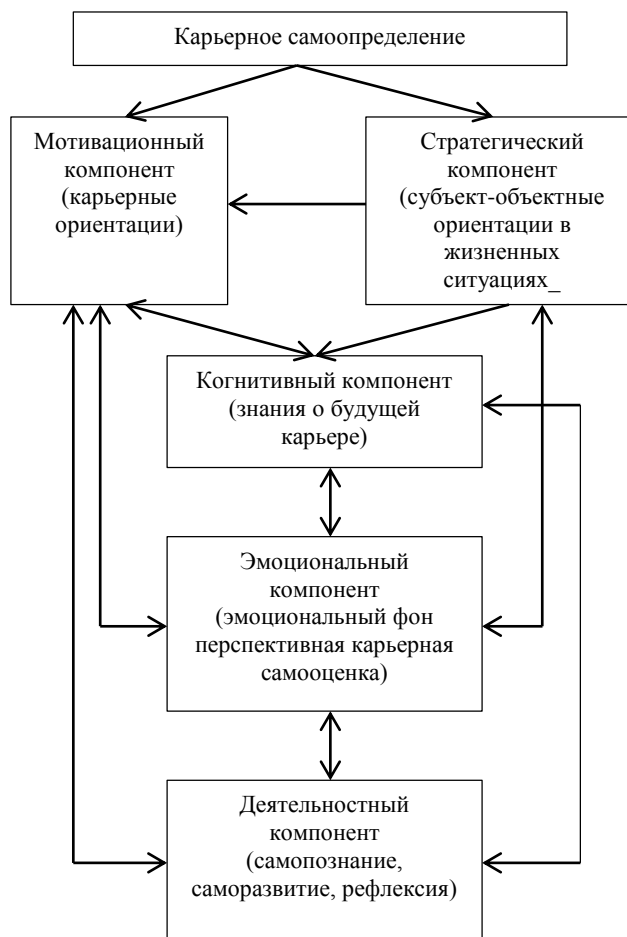 Карьерное самоопределение
Мотивационный
компонент
(карьерные
ориентации)
Стратегический
компонент
(субъект-объектные
ориентации в
жизненных
ситуациях_
Когнитивный компонент
(знания о будущей
карьере)
Эмоциональный
компонент
(эмоциональный фон
перспективная карьерная
самооценка)
Деятельностный
компонент
(самопознание,
саморазвитие, рефлексия)